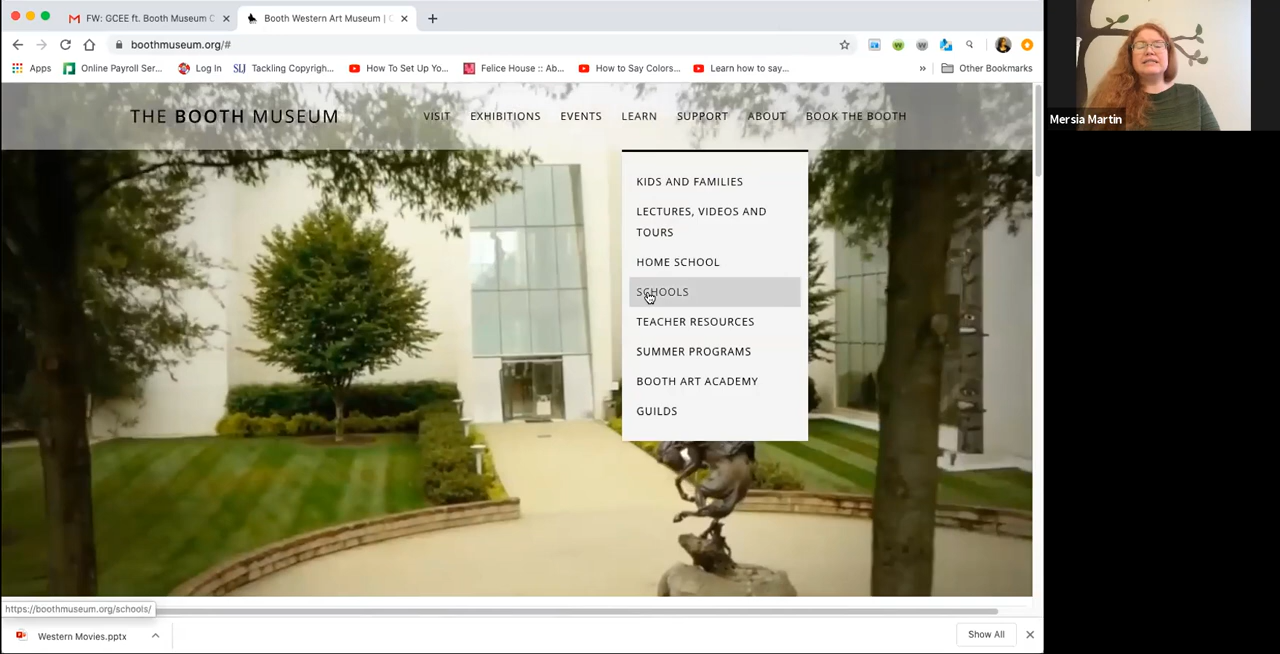 FW: GCEE ft. Booth Museum C
Booth Western Art Museum | C
boothmuseum.org/#
Apps
Online Payroll Ser...
Log In
SLJ
Tackling Copyrigh...
How To Set Up Yo...
Felice House :: Ab...
How to Say Colors...
Learn how to say...
»
Other Bookmarks
THE BOOTH MUSEUM
VISIT
EXHIBITIONS
EVENTS
LEARN
SUPPORT
ABOUT
BOOK THE BOOTH
KIDS AND FAMILIES
LECTURES, VIDEOS AND
TOURS
HOME SCHOOL
SCHOOLS
TEACHER RESOURCES
SUMMER PROGRAMS
BOOTH ART ACADEMY
GUILDS
Mersia Martin
https://boothmuseum.org/schools/
Western Movies.pptx
Show All